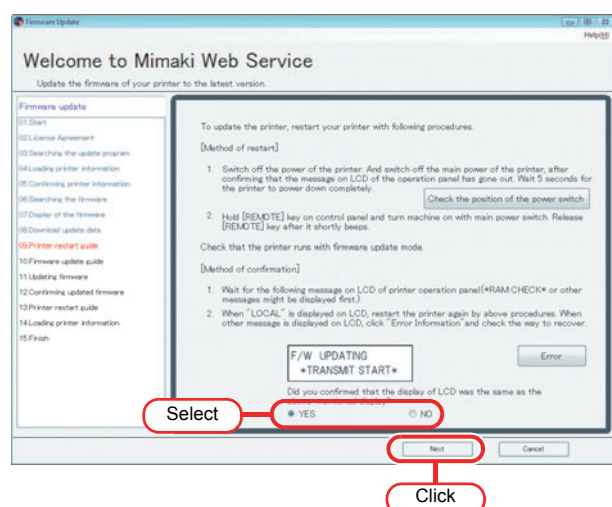 Firmware Update
Help(H)
Welcome to Mimaki Web Service
Update the firmware of your printer to the latest version.
Firmware update
01.Start
02.License Agreement
03.Searching the update program
04.Loading printer information
05.Confirming printer information
06.Searching the firmware
07.Display of the firmware
08.Download update data
09.Printer restart guide
10.Firmware update guide
11.Updating firmware
12.Confirming updated firmware
13.Printer restart guide
14.Loading printer information
15.Finish
To update the printer, restart your printer with following procedures.
[Method of restart]
1. Switch off the power of the printer. And switch off the main power of the printer, after
confirming that the message on LCD of the operation panel has gone out. Wait 5 seconds for
the printer to power down completely.
Check the position of the power switch
2. Hold [REMOTE] key on control panel and turn machine on with main power switch. Release
[REMOTE] key after it shortly beeps.
Check that the printer runs with firmware update mode.
[Method of confirmation]
1. Wait for the following message on LCD of printer operation panel(*RAM CHECK* or other
messages might be displayed first.)
2. When "LOCAL" is displayed on LCD, restart the printer again by above procedures. When
other message is displayed on LCD, click "Error Information" and check the way to recover.
F/W UPDATING
*TRANSMIT START*
Error
Did you confirmed that the display of LCD was the same as the
Select
YES
NO
Next
Cancel
Click